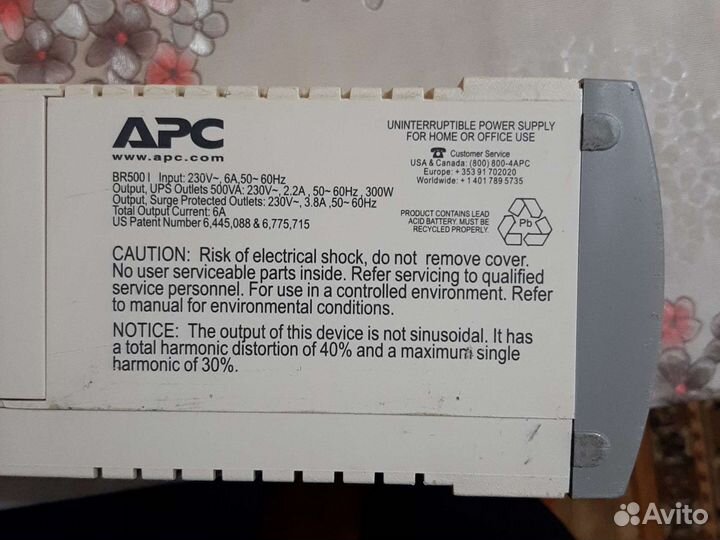 APC
www.apc.com
BR500 I Input: 230V~, 6A,50~60Hz
Output, UPS Outlets 500VA: 230V~, 2.2A , 50~60Hz , 300W
Output, Surge Protected Outlets: 230V~, 3.8A ,50~60Hz
Total Output Current: 6A
US Patent Number 6,445,088 & 6,775,715
UNINTERRUPTIBLE POWER SUPPLY
FOR HOME OR OFFICE USE
Customer Service
USA & Canada: (800) 800-4APC
Europe: +353 91 702020
Worldwide: +1 401 789 5735
PRODUCT CONTAINS LEAD
ACID BATTERY. MUST BE
RECYCLED PROPERLY.
Pb
CAUTION: Risk of electrical shock, do not remove cover.
No user serviceable parts inside. Refer servicing to qualified
service personnel. For use in a controlled environment. Refer
to manual for environmental conditions.
NOTICE: The output of this device is not sinusoidal. It has
a total harmonic distortion of 40% and a maximum single
harmonic of 30%.
Avito